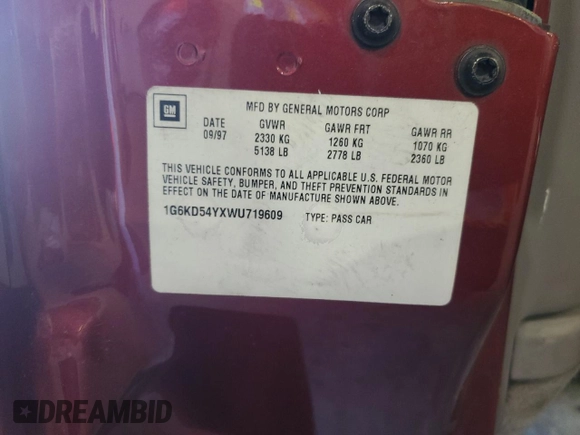 GM
MFD BY GENERAL MOTORS CORP
DATE GVWR GAWR FRT GAWR RR
09/97 2330 KG 1260 KG 1070 KG
5138 LB 2778 LB 2360 LB
THIS VEHICLE CONFORMS TO ALL APPLICABLE U.S. FEDERAL MOTOR
VEHICLE SAFETY, BUMPER, AND THEFT PREVENTION STANDARDS IN
EFFECT ON THE DATE OF MANUFACTURE SHOWN ABOVE.
1G6KD54YXWU719609 TYPE: PASS CAR
DREAMBID